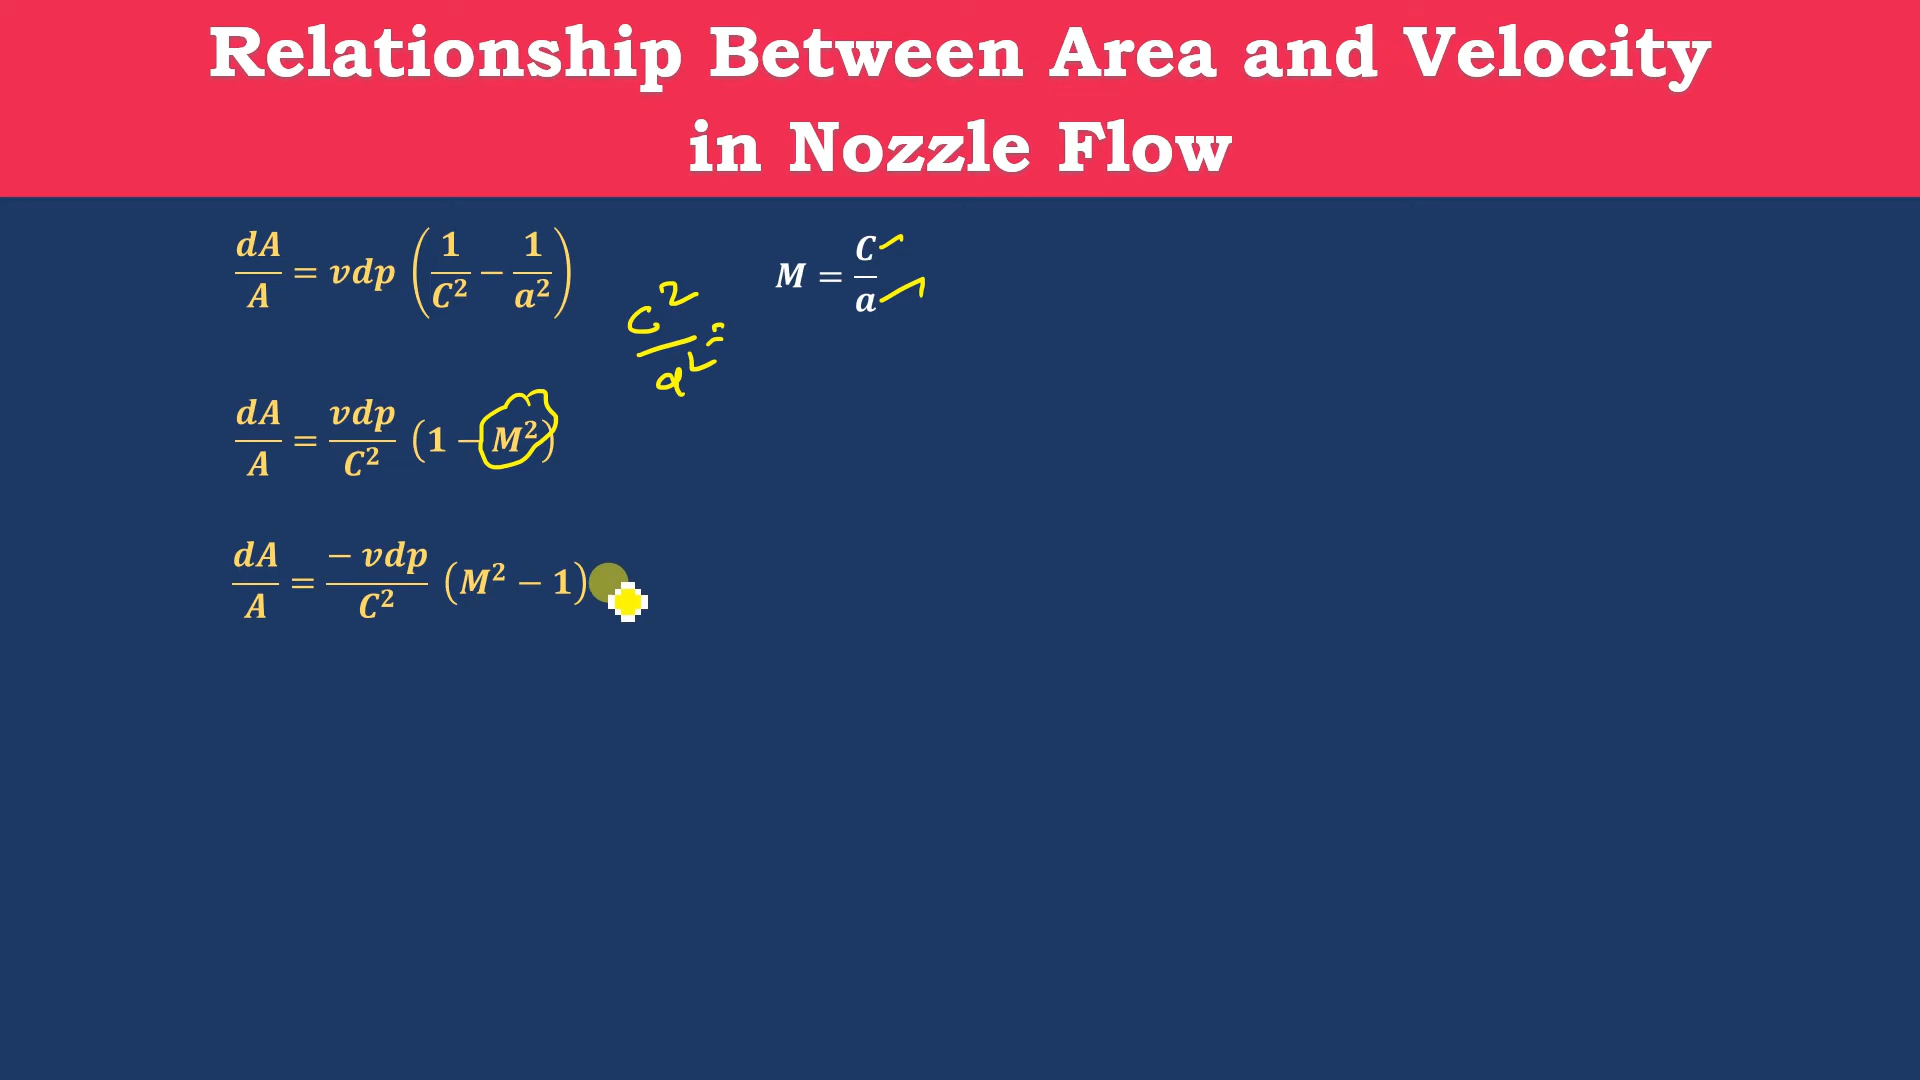 Relationship Between Area and Velocity
in Nozzle Flow
dA/A = vdp (1/C² − 1/a²)
M = C/a
C²/a² =
dA/A = vdp/C² (1 − M²)
dA/A = − vdp/C² (M² − 1)